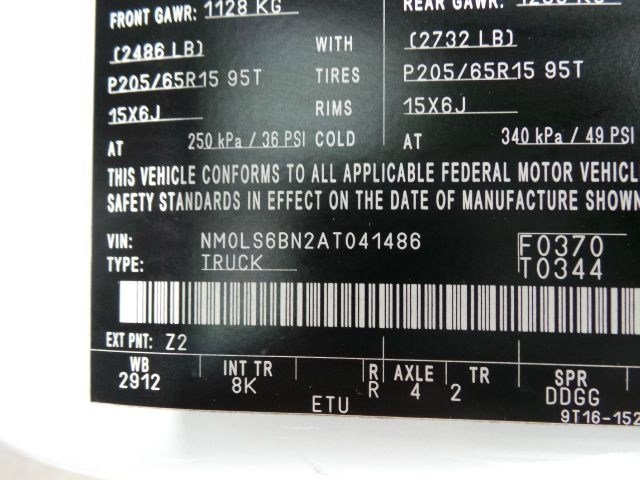 FRONT GAWR: 1128 KG REAR GAWR:
(2486 LB) WITH (2732 LB)
P205/65R15 95T TIRES P205/65R15 95T
15X6J RIMS 15X6J
AT 250 kPa / 36 PSI COLD AT 340 kPa / 49 PSI
THIS VEHICLE CONFORMS TO ALL APPLICABLE FEDERAL MOTOR VEHICL
SAFETY STANDARDS IN EFFECT ON THE DATE OF MANUFACTURE SHOWN
VIN: NM0LS6BN2AT041486 F0370
TYPE: TRUCK T0344
EXT PNT: Z2
WB INT TR R AXLE TR SPR
2912 8K R 4 2 DDGG
ETU 9T16-152